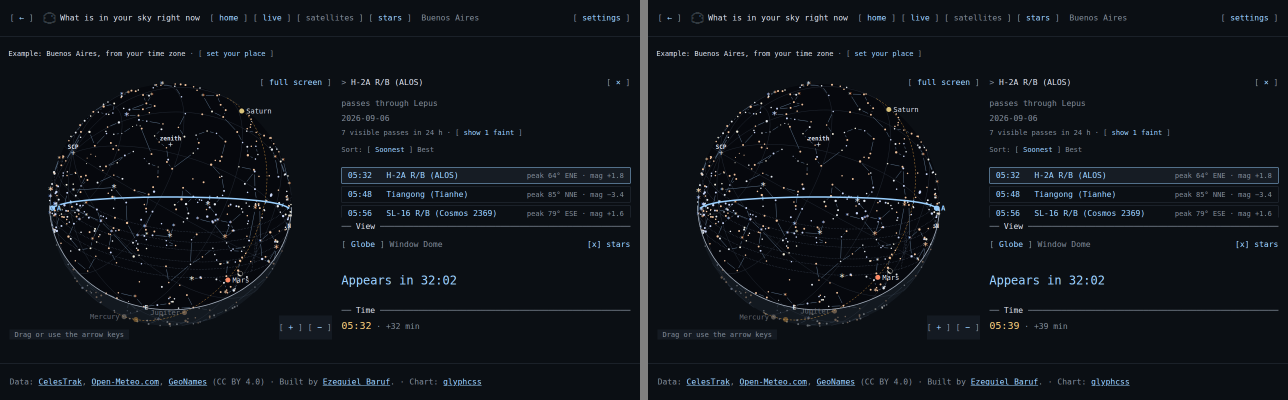 [ ← ] What is in your sky right now [ home ] [ live ] [ satellites ] [ stars ] Buenos Aires [ settings ]
Example: Buenos Aires, from your time zone · [ set your place ]
[ full screen ]
Saturn
zenith
SCP
E
Mars
Mercury
Jupiter
Drag or use the arrow keys
[ + ] [ − ]
> H-2A R/B (ALOS) [ × ]
passes through Lepus
2026-09-06
7 visible passes in 24 h · [ show 1 faint ]
Sort: [ Soonest ] Best
05:32 H-2A R/B (ALOS) peak 64° ENE · mag +1.8
05:48 Tiangong (Tianhe) peak 85° NNE · mag −3.4
05:56 SL-16 R/B (Cosmos 2369) peak 79° ESE · mag +1.6
View
[ Globe ] Window Dome [x] stars
Appears in 32:02
Time
05:32 · +32 min
Data: CelesTrak, Open-Meteo.com, GeoNames (CC BY 4.0) · Built by Ezequiel Baruf. · Chart: glyphcss
[ ← ] What is in your sky right now [ home ] [ live ] [ satellites ] [ stars ] Buenos Aires [ settings ]
Example: Buenos Aires, from your time zone · [ set your place ]
[ full screen ]
Saturn
zenith
SCP
A
E
Mars
Mercury
Jupiter
Drag or use the arrow keys
[ + ] [ − ]
> H-2A R/B (ALOS) [ × ]
passes through Lepus
2026-09-06
7 visible passes in 24 h · [ show 1 faint ]
Sort: [ Soonest ] Best
05:32 H-2A R/B (ALOS) peak 64° ENE · mag +1.8
05:48 Tiangong (Tianhe) peak 85° NNE · mag −3.4
05:56 SL-16 R/B (Cosmos 2369) peak 79° ESE · mag +1.6
View
[ Globe ] Window Dome [x] stars
Appears in 32:02
Time
05:39 · +39 min
Data: CelesTrak, Open-Meteo.com, GeoNames (CC BY 4.0) · Built by Ezequiel Baruf. · Chart: glyphcss